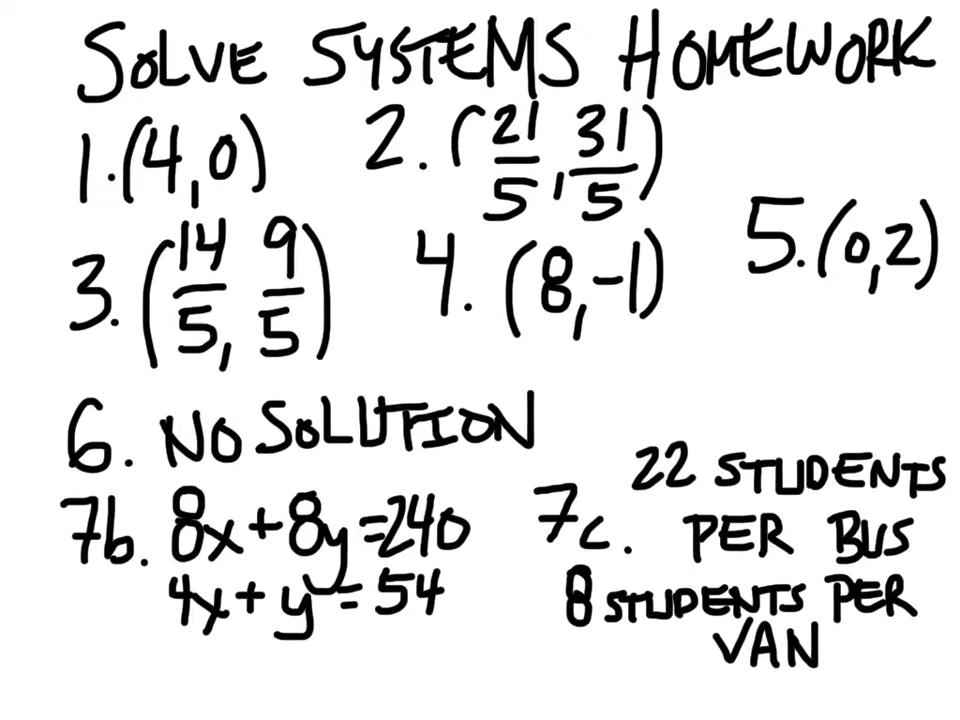 SOLVE SYSTEMS HOMEWORK
1. (4,0)
2. (21/5, 31/5)
3. (14/5, 9/5)
4. (8,-1)
5. (0,2)
6. NO SOLUTION
7b. 8x+8y=240
4x+y=54
7c. 22 STUDENTS
PER BUS
8 STUDENTS PER
VAN